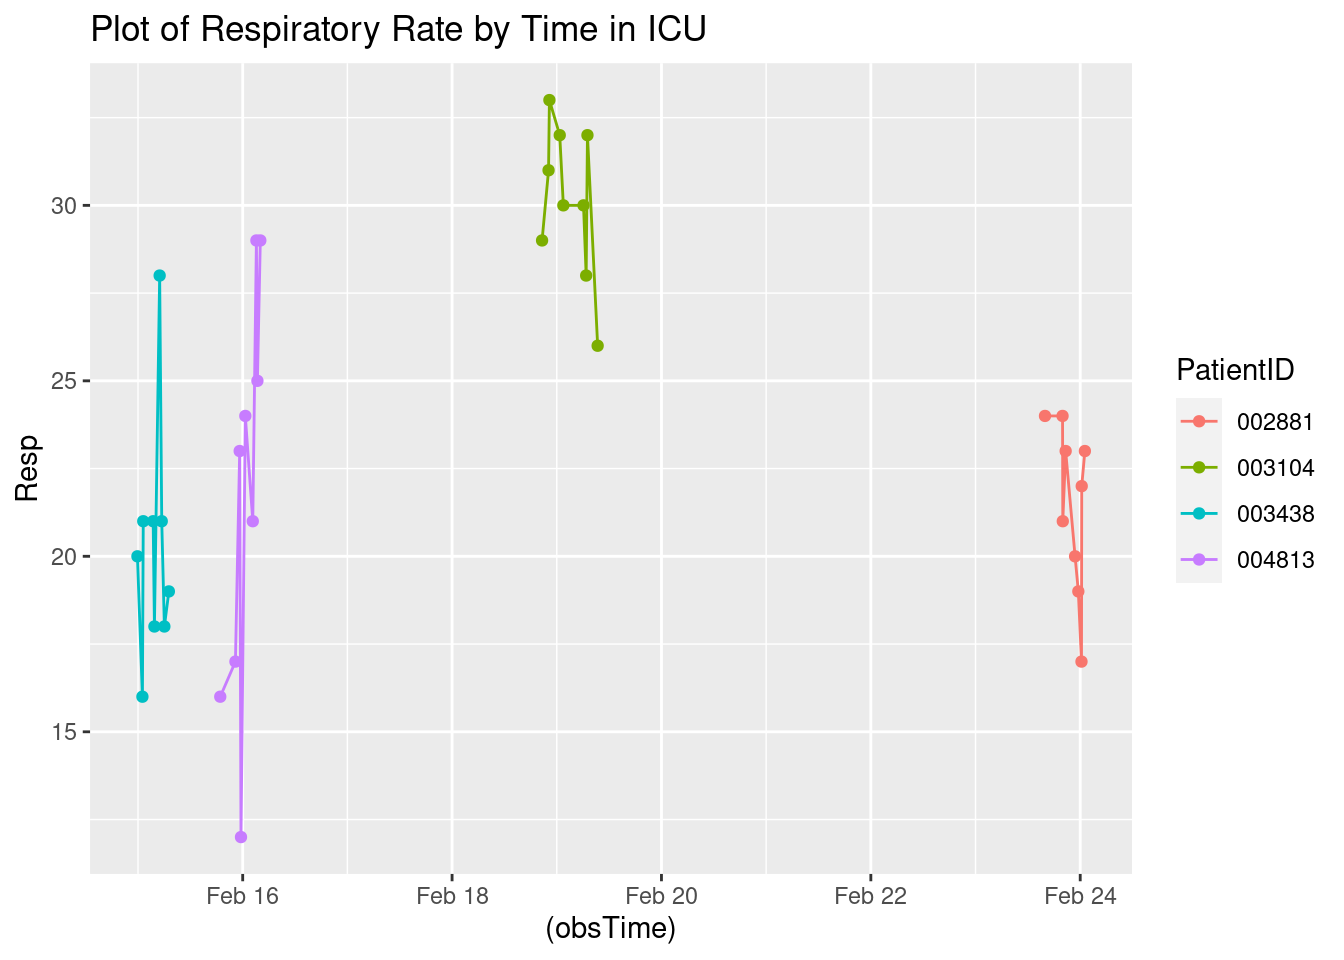 Plot of Respiratory Rate by Time in ICU
Resp
30
25
20
15
Feb 16 Feb 18 Feb 20 Feb 22 Feb 24
(obsTime)
PatientID
002881
003104
003438
004813